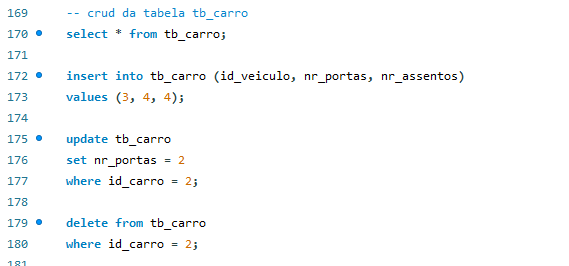 169 -- crud da tabela tb_carro
170 select * from tb_carro;
171
172 insert into tb_carro (id_veiculo, nr_portas, nr_assentos)
173 values (3, 4, 4);
174
175 update tb_carro
176 set nr_portas = 2
177 where id_carro = 2;
178
179 delete from tb_carro
180 where id_carro = 2;
181